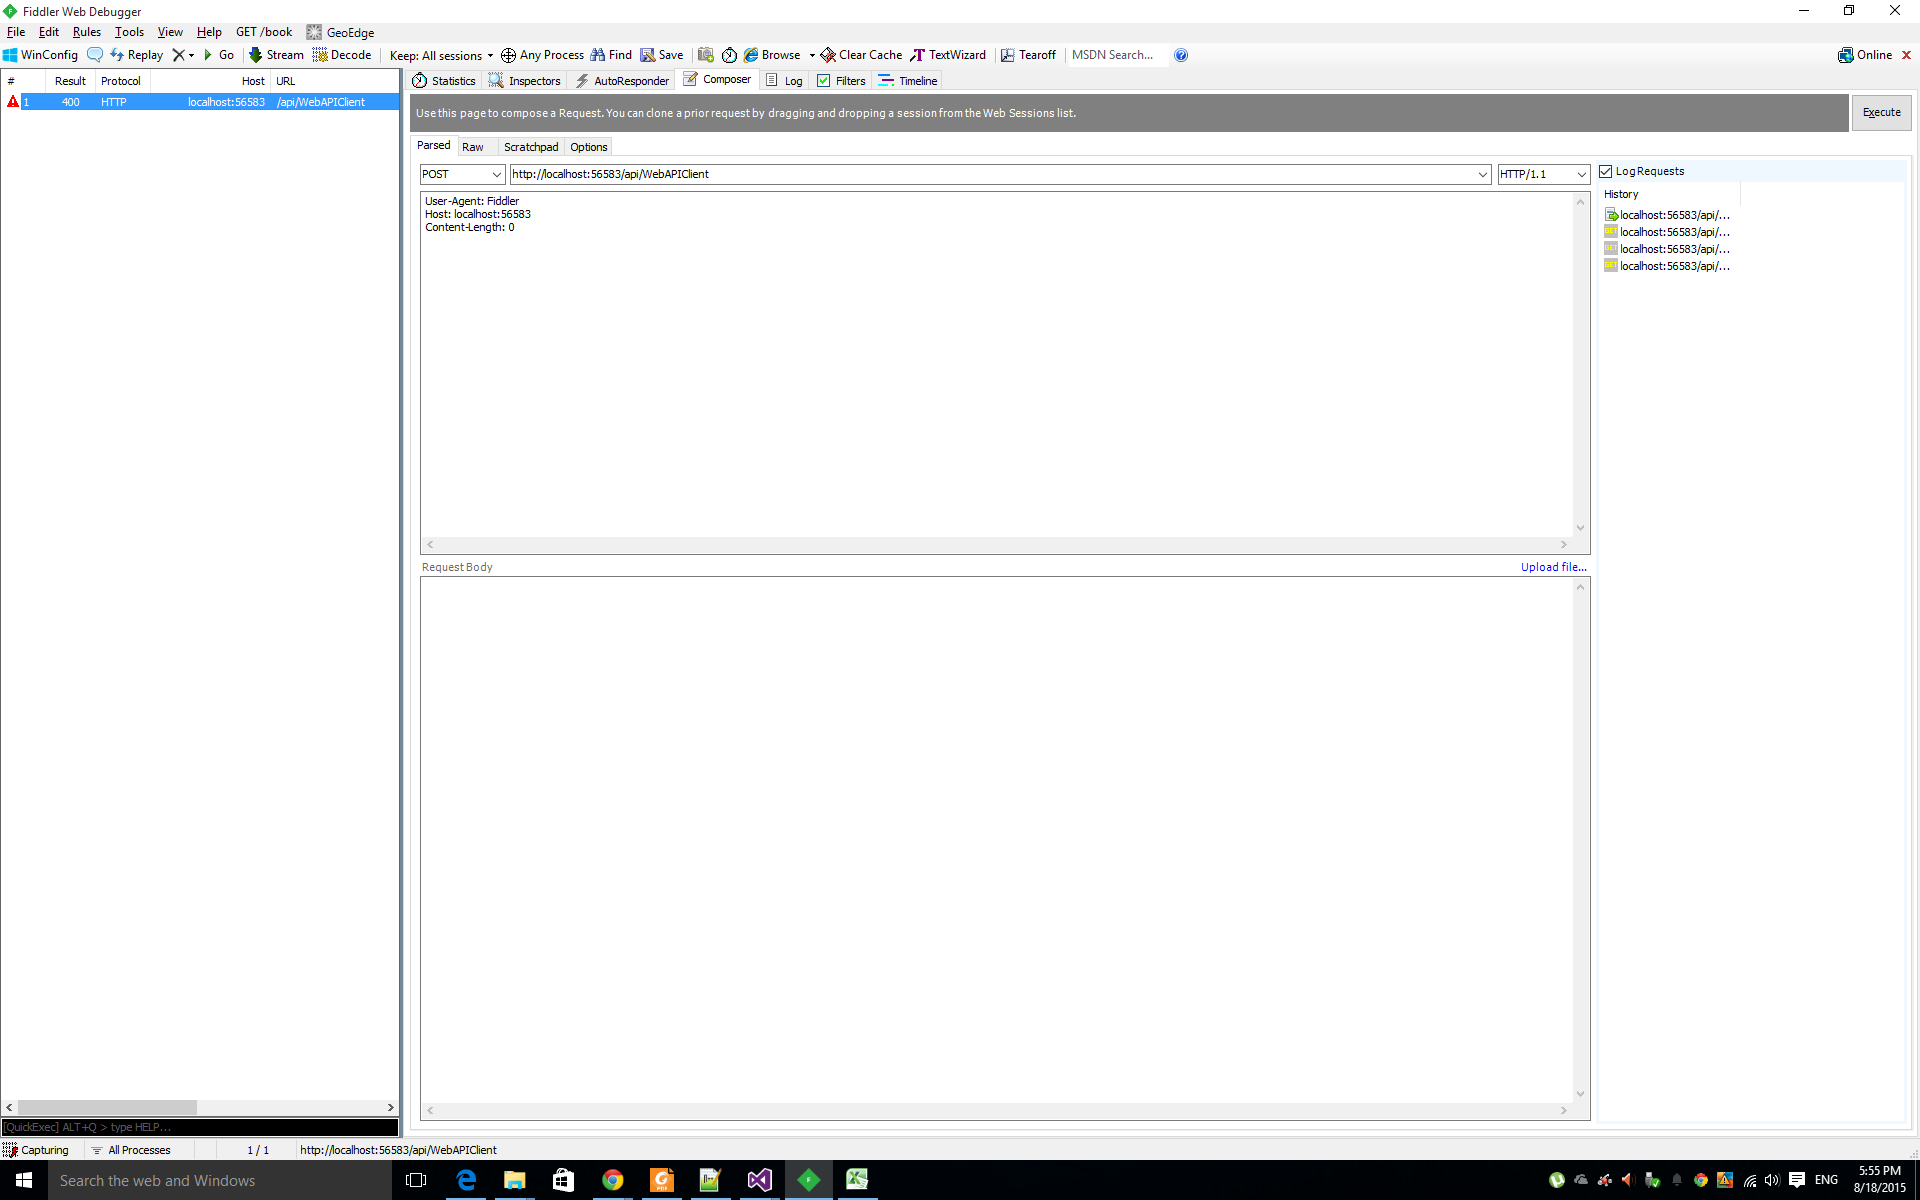 Fiddler Web Debugger
File Edit Rules Tools View Help GET /book GeoEdge
WinConfig Replay Go Stream Decode Keep: All sessions Any Process Find Save Browse Clear Cache TextWizard Tearoff MSDN Search... Online
# Result Protocol Host URL
1 400 HTTP localhost:56583 /api/WebAPIClient
Statistics Inspectors AutoResponder Composer Log Filters Timeline
Use this page to compose a Request. You can clone a prior request by dragging and dropping a session from the Web Sessions list.
Execute
Parsed Raw Scratchpad Options
POST http://localhost:56583/api/WebAPIClient HTTP/1.1
Log Requests
History
localhost:56583/api/...
localhost:56583/api/...
localhost:56583/api/...
localhost:56583/api/...
User-Agent: Fiddler
Host: localhost:56583
Content-Length: 0
Request Body Upload file...
[QuickExec] ALT+Q > type HELP...
Capturing All Processes 1 / 1 http://localhost:56583/api/WebAPIClient
Search the web and Windows
ENG
5:55 PM
8/18/2015